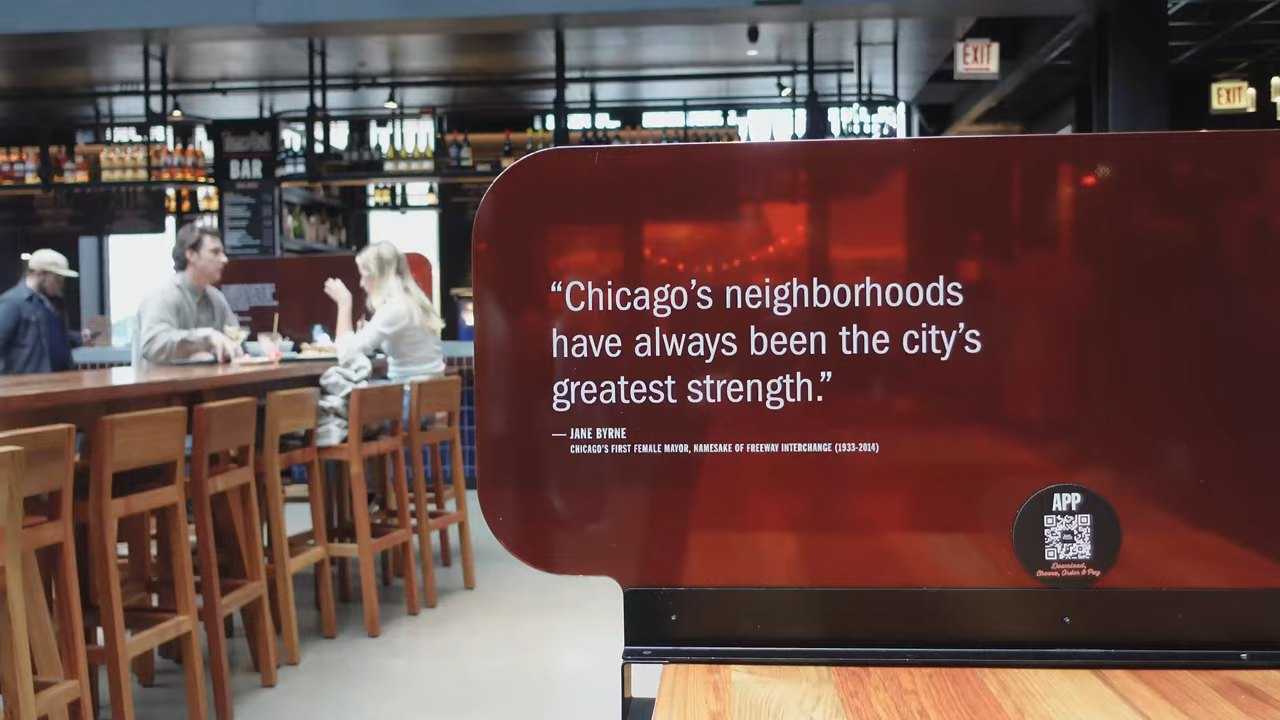 EXIT
EXIT
BAR
“Chicago’s neighborhoods
have always been the city’s
greatest strength.”
— JANE BYRNE
CHICAGO’S FIRST FEMALE MAYOR, NAMESAKE OF FREEWAY INTERCHANGE (1933-2014)
APP
Download,
Choose, Order & Pay